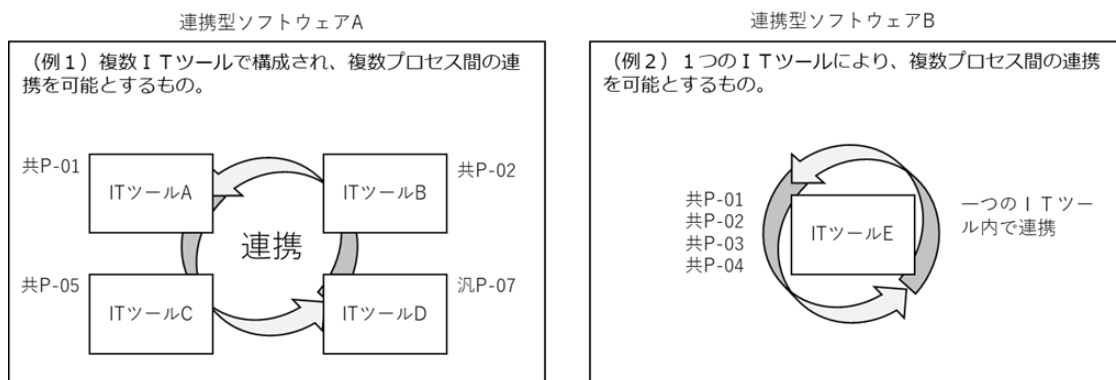 連携型ソフトウェアA
(例1)複数ITツールで構成され、複数プロセス間の連
携を可能とするもの。
共P-01
ITツールA
ITツールB
共P-02
連携
共P-05
ITツールC
ITツールD
汎P-07
連携型ソフトウェアB
(例2)1つのITツールにより、複数プロセス間の連携
を可能とするもの。
共P-01
共P-02
共P-03
共P-04
ITツールE
一つのITツー
ル内で連携